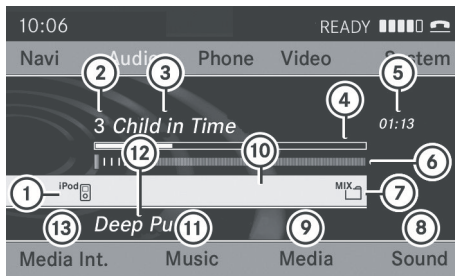 10:06 READY
Navi Audio Phone Video System
2 3 5
4
3 Child in Time 01:13
12 10 6
1 iPod MIX 7
13 11 9 8
Deep Pu
Media Int. Music Media Sound